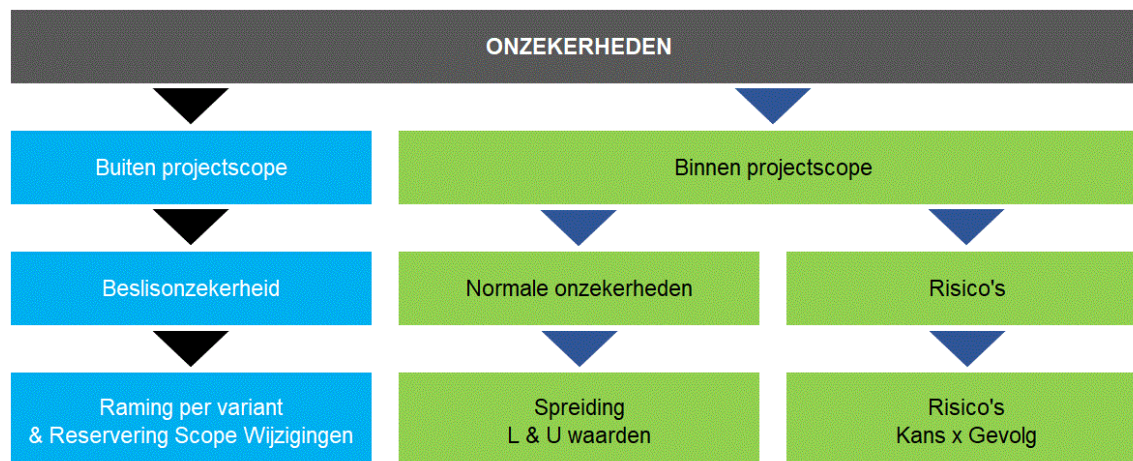 ONZEKERHEDEN
Buiten projectscope
Binnen projectscope
Beslisonzekerheid
Normale onzekerheden
Risico's
Raming per variant
& Reservering Scope Wijzigingen
Spreiding
L & U waarden
Risico's
Kans x Gevolg